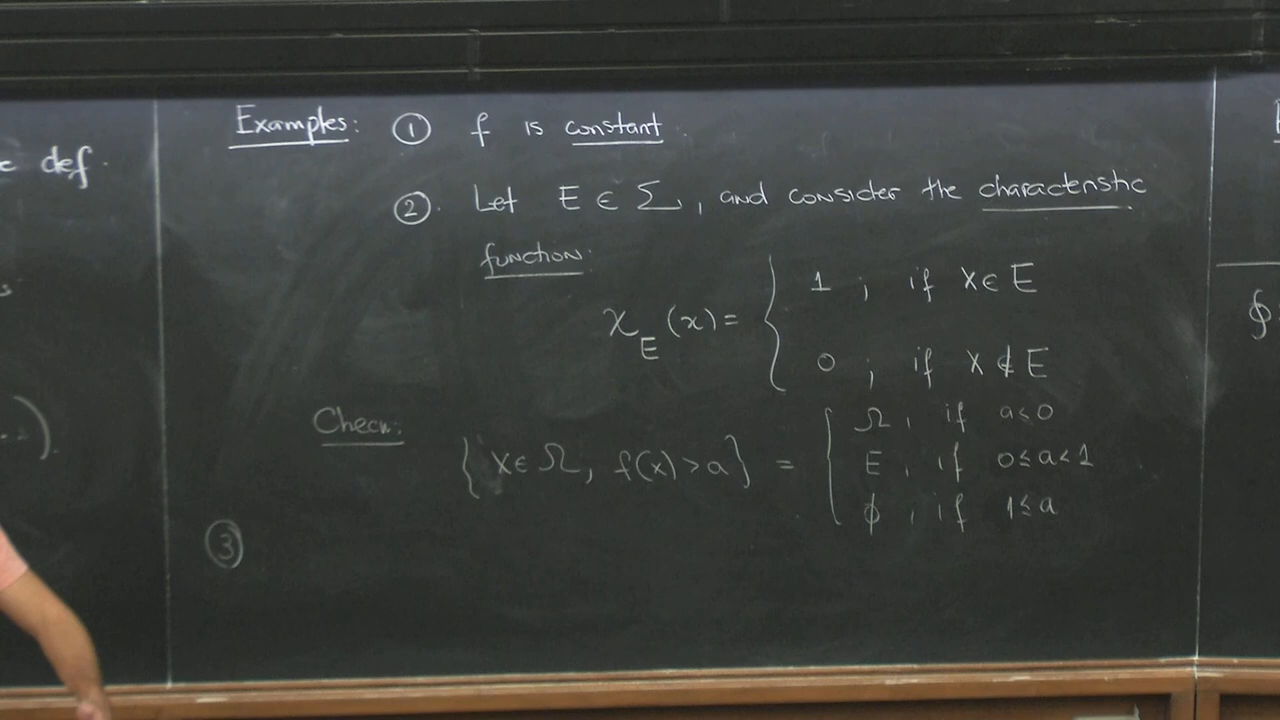 c def.
Examples: ① f is constant.
②. Let E ∈ Σ, and consider the characteristic
function:
χ_E (x) = { 1 ; if x ∈ E
0 ; if x ∉ E
Check:
{ x ∈ Ω, f(x) > a } = { Ω, if a < 0
E, if 0 ≤ a < 1
φ, if 1 ≤ a
③